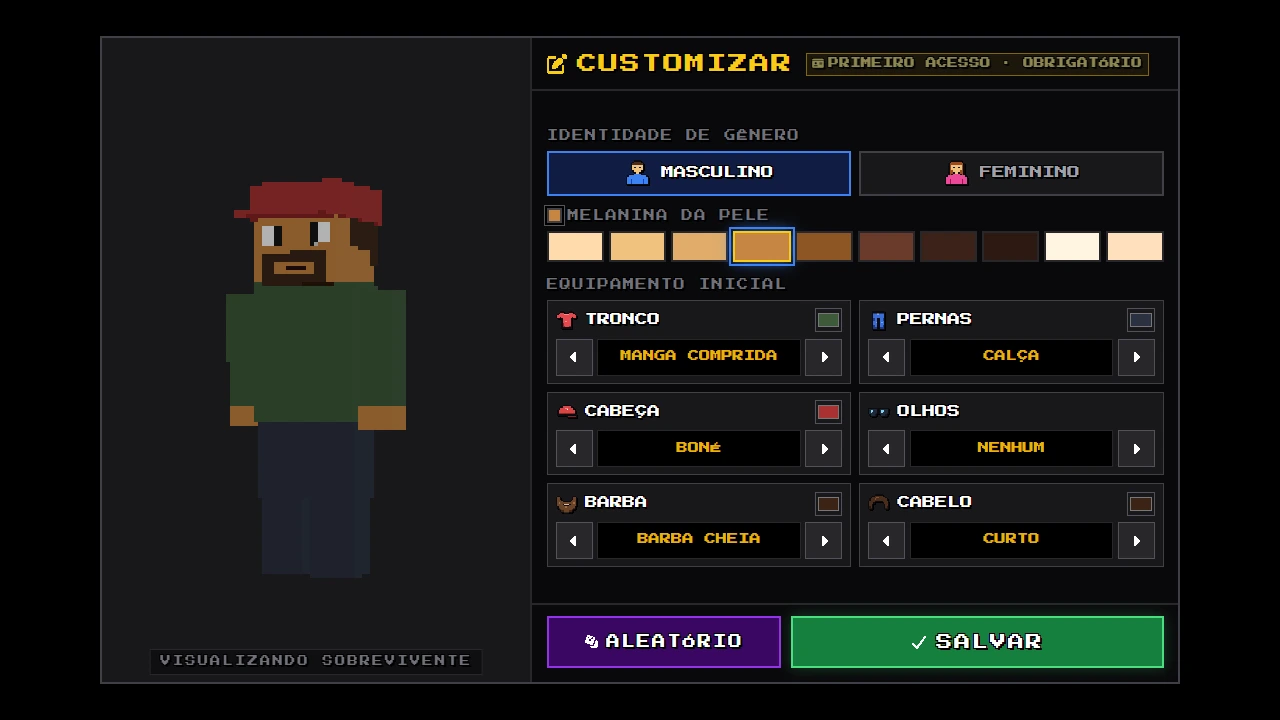 CUSTOMIZAR
PRIMEIRO ACESSO · OBRIGATóRIO
IDENTIDADE DE GÊNERO
MASCULINO
FEMININO
MELANINA DA PELE
EQUIPAMENTO INICIAL
TRONCO
MANGA COMPRIDA
PERNAS
CALÇA
CABEÇA
BONé
OLHOS
NENHUM
BARBA
BARBA CHEIA
CABELO
CURTO
ALEATóRIO
SALVAR
VISUALIZANDO SOBREVIVENTE